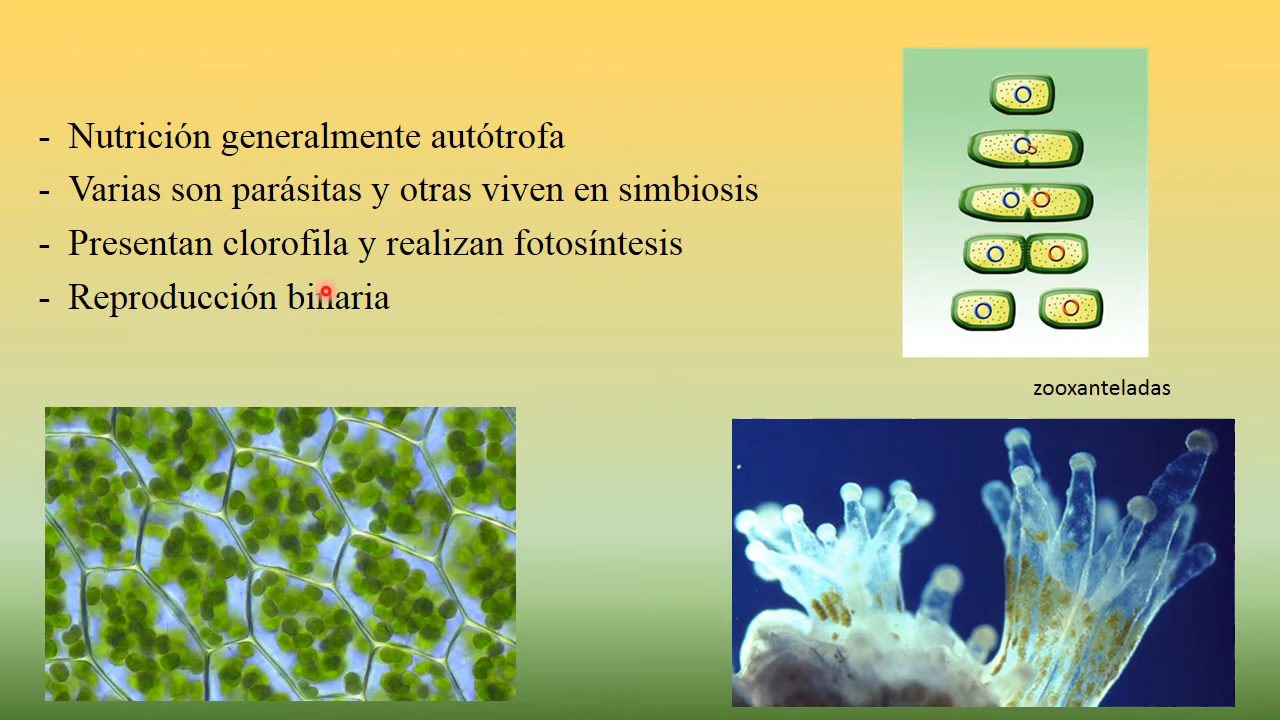 - Nutrición generalmente autótrofa
- Varias son parásitas y otras viven en simbiosis
- Presentan clorofila y realizan fotosíntesis
- Reproducción binaria
zooxanteladas